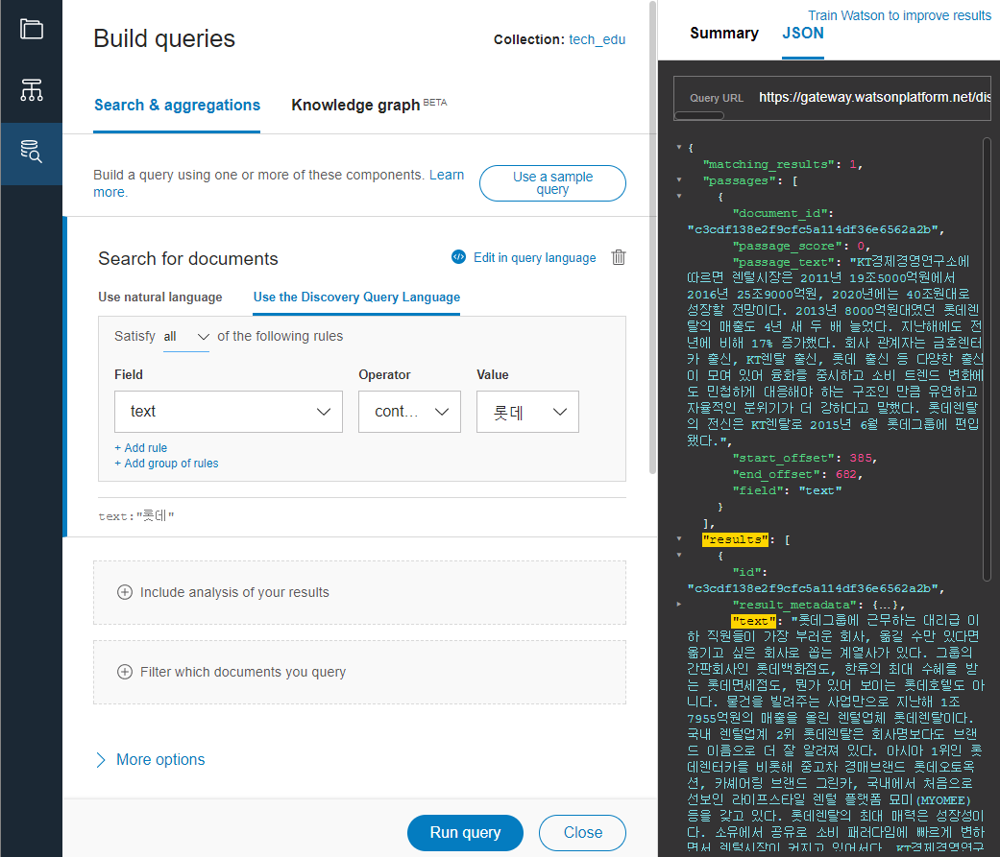 Build queries
Collection: tech_edu
Search & aggregations
Knowledge graph BETA
Build a query using one or more of these components. Learn
more.
Use a sample
query
Search for documents
Edit in query language
Use natural language
Use the Discovery Query Language
Satisfy all of the following rules
Field
Operator
Value
text
cont...
롯데
+ Add rule
+ Add group of rules
text:"롯데"
Include analysis of your results
Filter which documents you query
More options
Run query
Close
Train Watson to improve results
Summary
JSON
Query URL
https://gateway.watsonplatform.net/dis
{
"matching_results": 1,
"passages": [
{
"document_id":
"c3cdf138e2f9cfc5a114df36e6562a2b",
"passage_score": 0,
"passage_text": "KT경제경영연구소에
따르면 렌털시장은 2011년 19조5000억원에서
2016년 25조9000억원, 2020년에는 40조원대로
성장할 전망이다. 2013년 8000억원대였던 롯데렌
탈의 매출도 4년 새 두 배 늘었다. 지난해에도 전
년에 비해 17% 증가했다. 회사 관계자는 금호렌터
카 출신, KT렌탈 출신, 롯데 출신 등 다양한 출신
이 모여 있어 융화를 중시하고 소비 트렌드 변화에
도 민첩하게 대응해야 하는 구조인 만큼 유연하고
자율적인 분위기가 더 강하다고 말했다. 롯데렌탈
의 전신은 KT렌탈로 2015년 6월 롯데그룹에 편입
됐다.",
"start_offset": 385,
"end_offset": 682,
"field": "text"
}
],
"results": [
{
"id":
"c3cdf138e2f9cfc5a114df36e6562a2b",
"result_metadata": {…},
"text": "롯데그룹에 근무하는 대리급 이
하 직원들이 가장 부러운 회사, 옮길 수만 있다면
옮기고 싶은 회사로 꼽는 계열사가 있다. 그룹의
간판회사인 롯데백화점도, 한류의 최대 수혜를 받
는 롯데면세점도, 뭔가 있어 보이는 롯데호텔도 아
니다. 물건을 빌려주는 사업만으로 지난해 1조
7955억원의 매출을 올린 렌털업체 롯데렌탈이다.
국내 렌털업계 2위 롯데렌탈은 회사명보다도 브랜
드 이름으로 더 잘 알려져 있다. 아시아 1위인 롯
데렌터카를 비롯해 중고차 경매브랜드 롯데오토옥
션, 카셰어링 브랜드 그린카, 국내에서 처음으로
선보인 라이프스타일 렌털 플랫폼 묘미(MYOMEE)
등을 갖고 있다. 롯데렌탈의 최대 매력은 성장성이
다. 소유에서 공유로 소비 패러다임에 빠르게 변하
면서 렌털시장이 커지고 있어서다. KT경제경영연구